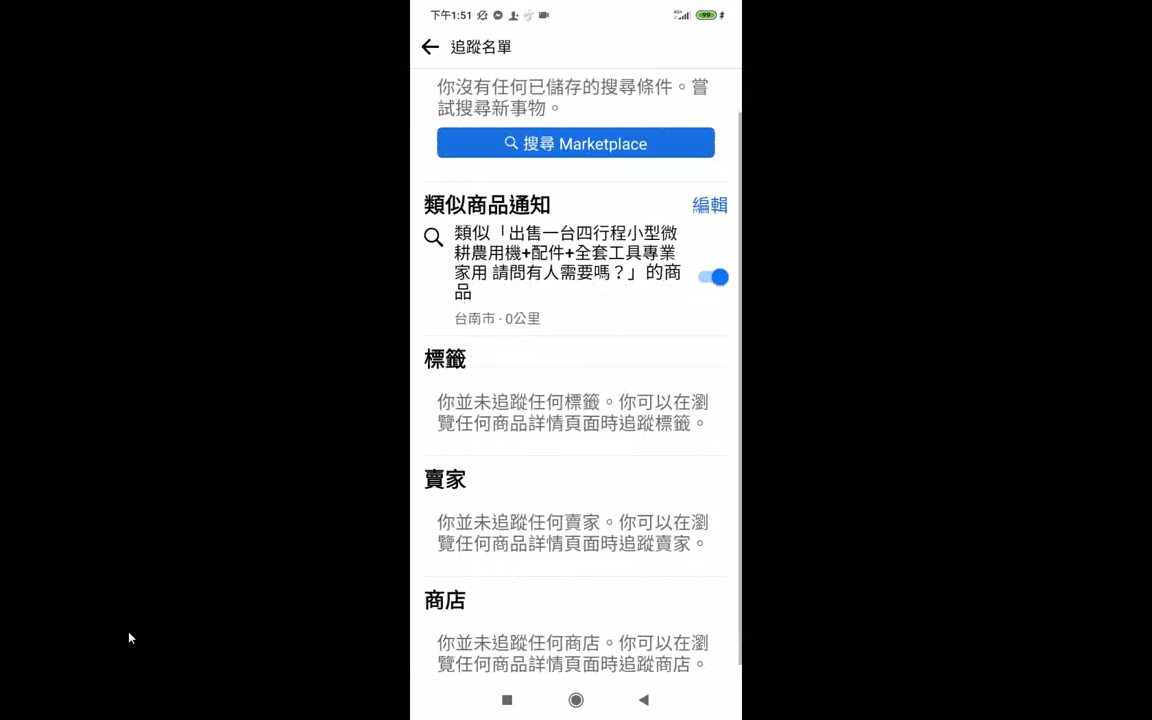 下午1:51
4G+
99
追蹤名單
你沒有任何已儲存的搜尋條件。嘗
試搜尋新事物。
搜尋 Marketplace
類似商品通知
編輯
類似「出售一台四行程小型微
耕農用機+配件+全套工具專業
家用 請問有人需要嗎？」的商
品
台南市 · 0公里
標籤
你並未追蹤任何標籤。你可以在瀏
覽任何商品詳情頁面時追蹤標籤。
賣家
你並未追蹤任何賣家。你可以在瀏
覽任何商品詳情頁面時追蹤賣家。
商店
你並未追蹤任何商店。你可以在瀏
覽任何商品詳情頁面時追蹤商店。